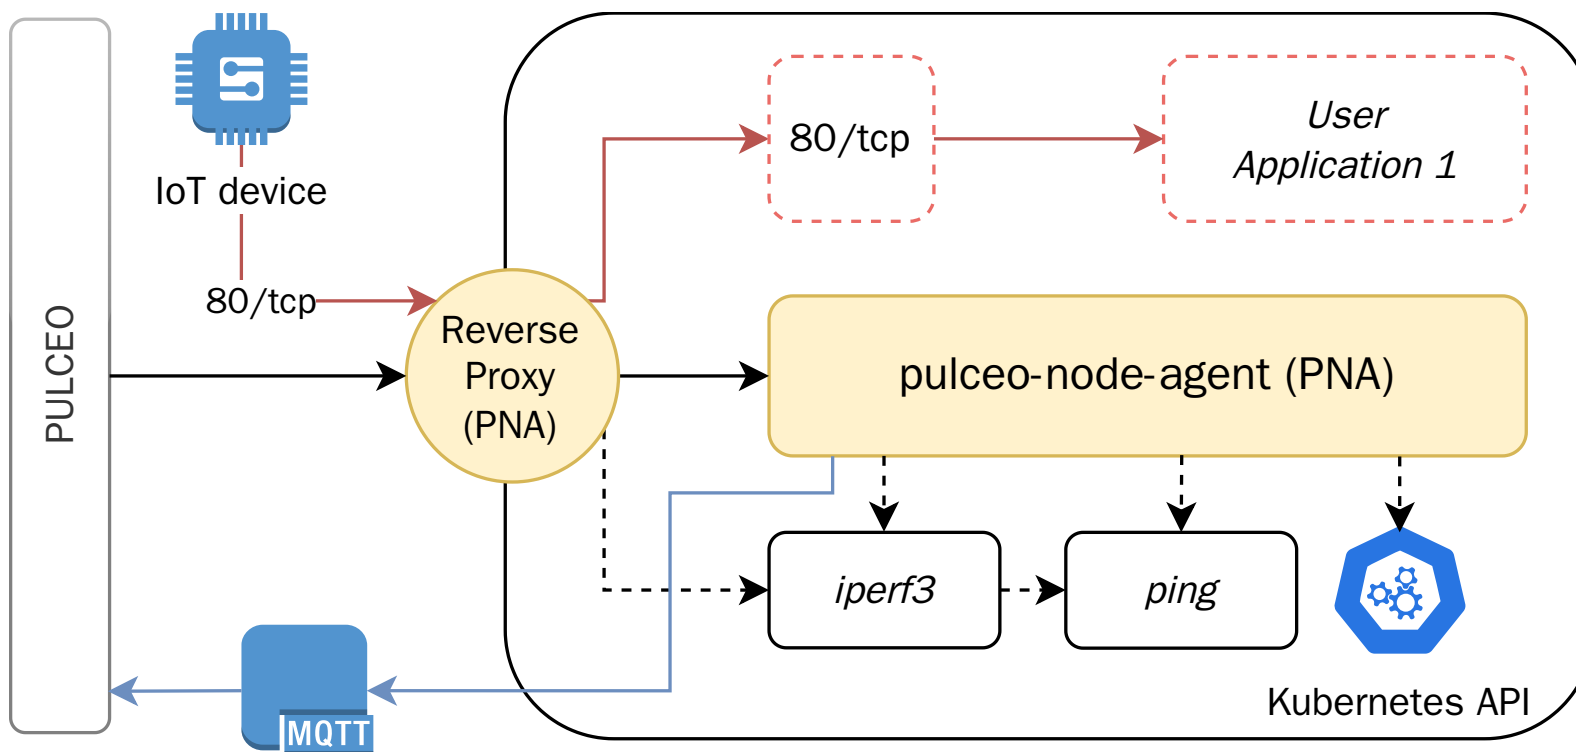 PULCEO
IoT device
80/tcp
80/tcp
User
Application 1
Reverse
Proxy
(PNA)
pulceo-node-agent (PNA)
iperf3
ping
Kubernetes API
MQTT